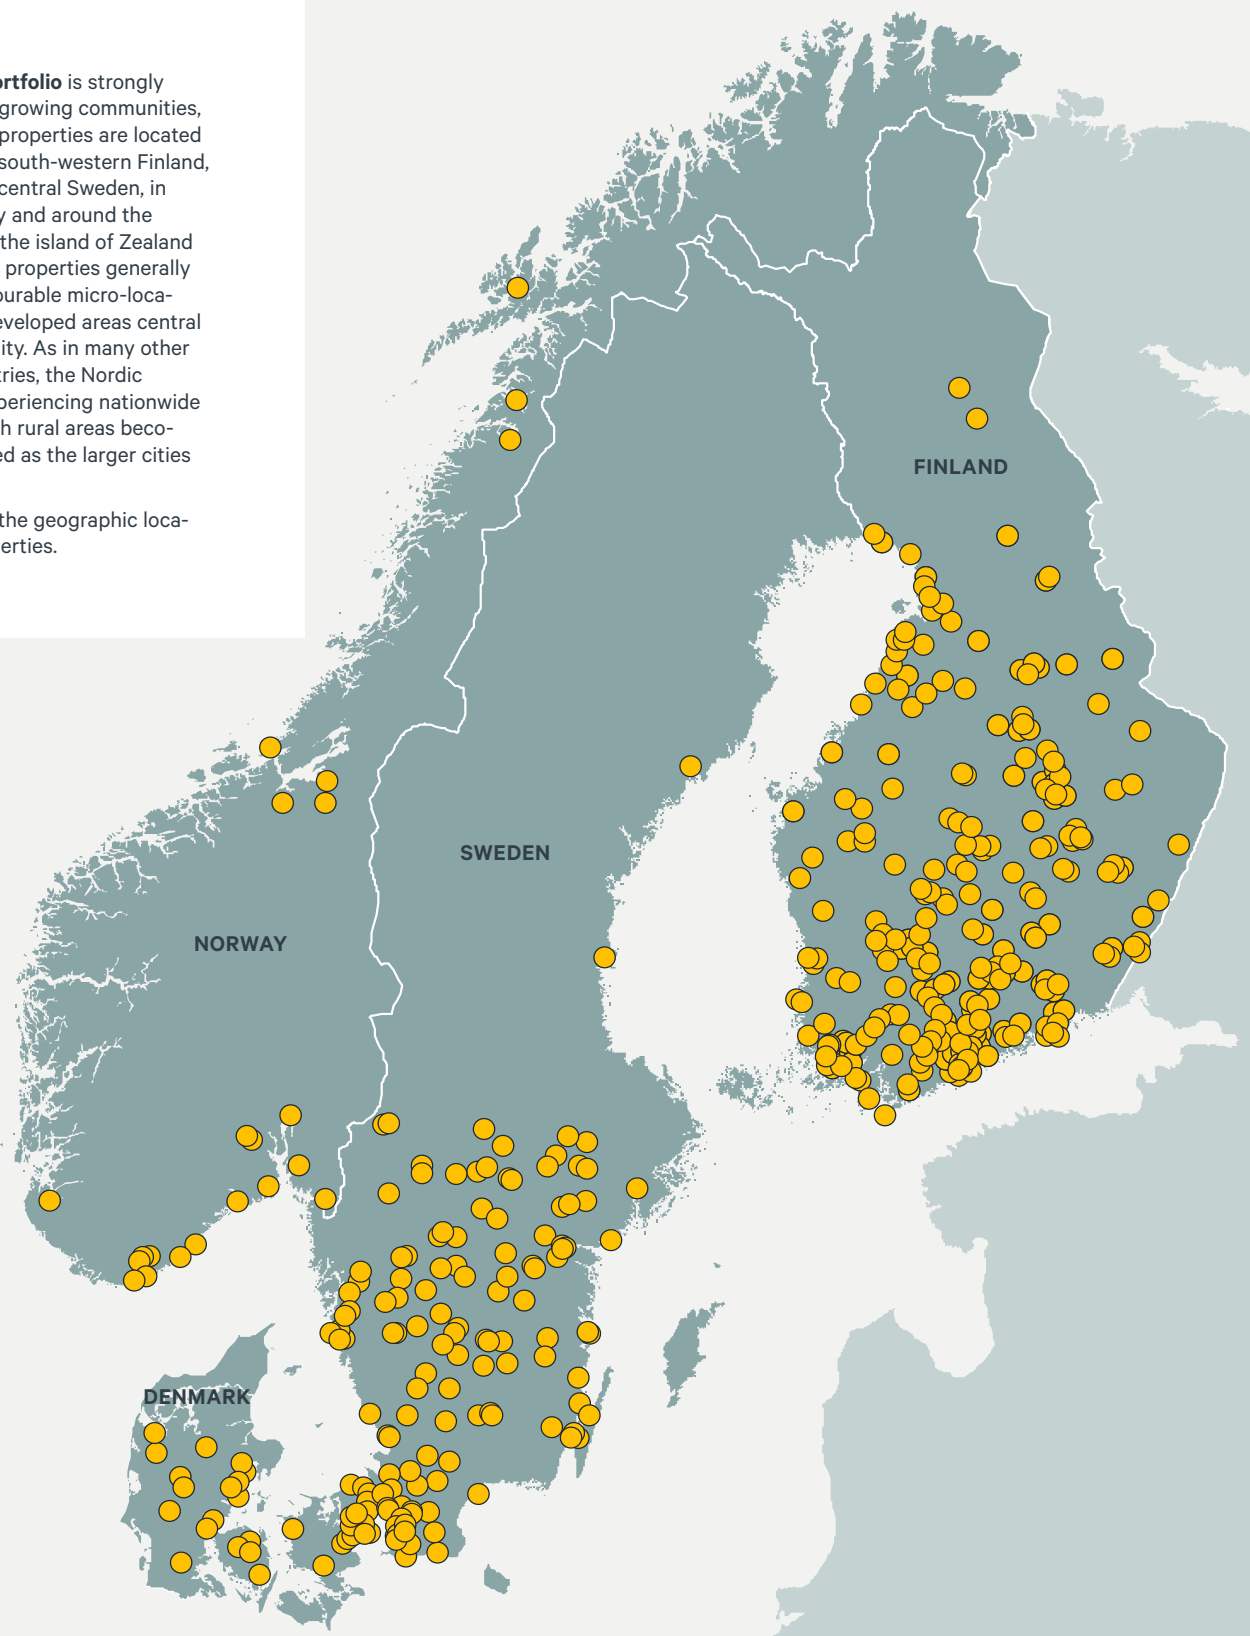 ortfolio is strongly
growing communities,
properties are located
south-western Finland,
central Sweden, in
y and around the
the island of Zealand
properties generally
ourable micro-loca-
eveloped areas central
ity. As in many other
tries, the Nordic
periencing nationwide
h rural areas beco-
ed as the larger cities
the geographic loca-
erties.
FINLAND
SWEDEN
NORWAY
DENMARK